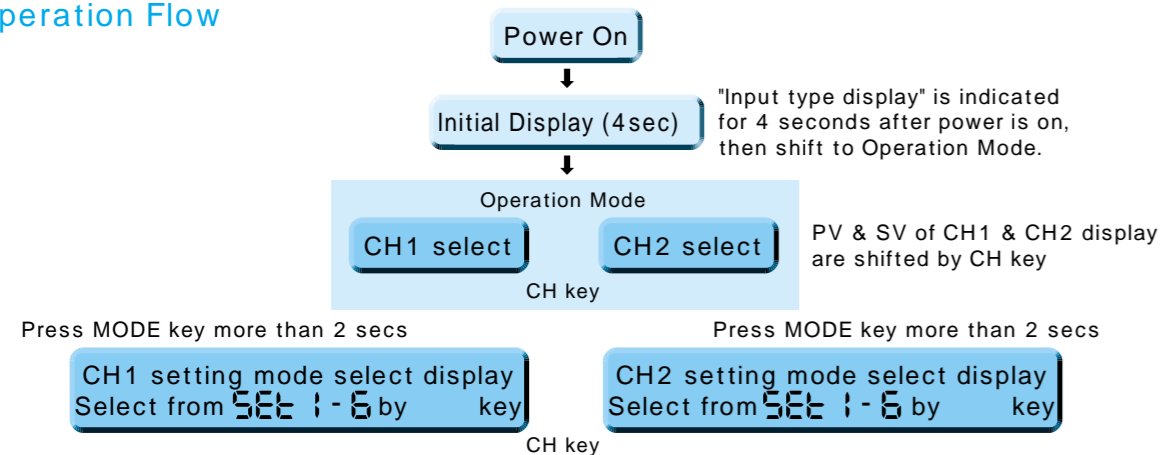 peration Flow
Power On
Initial Display (4sec)
"Input type display" is indicated
for 4 seconds after power is on,
then shift to Operation Mode.
Operation Mode
CH1 select
CH2 select
CH key
PV & SV of CH1 & CH2 display
are shifted by CH key
Press MODE key more than 2 secs
CH1 setting mode select display
Select from SEt 1-6 by key
Press MODE key more than 2 secs
CH2 setting mode select display
Select from SEt 1-6 by key
CH key